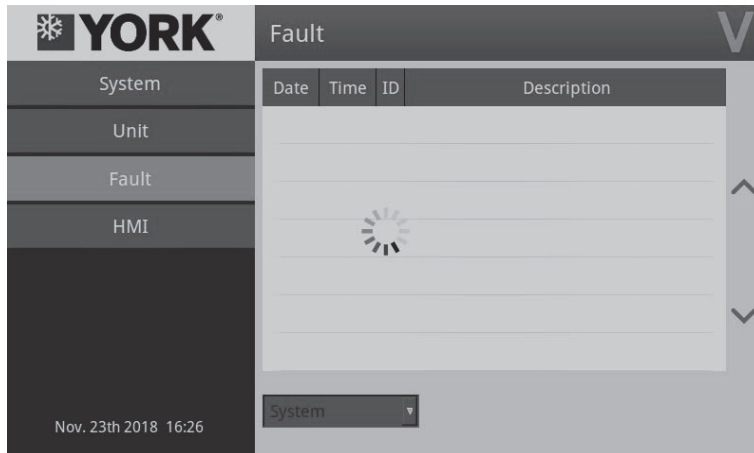 YORK®
Fault
V
System
Unit
Fault
HMI
Nov. 23th 2018 16:26
Date Time ID Description
System